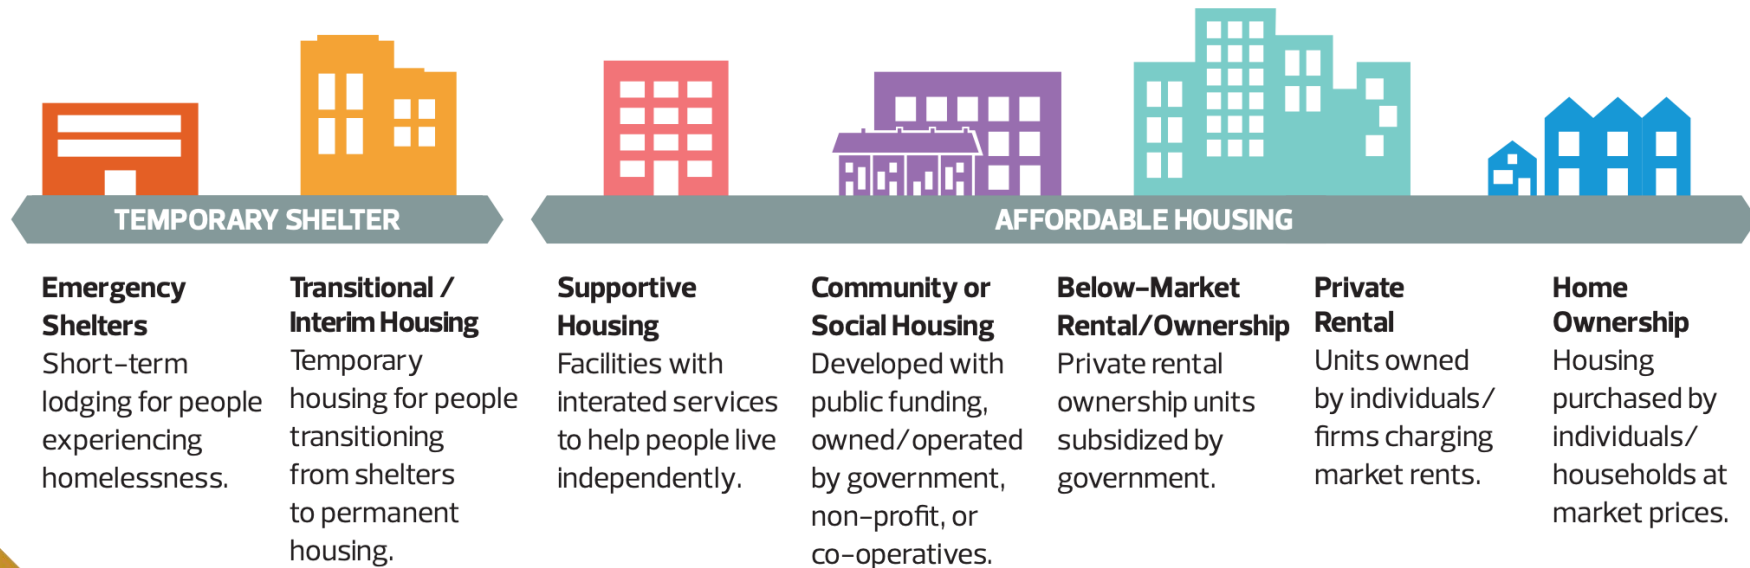 TEMPORARY SHELTER
AFFORDABLE HOUSING
Emergency
Shelters
Short-term
lodging for people
experiencing
homelessness.
Transitional /
Interim Housing
Temporary
housing for people
transitioning
from shelters
to permanent
housing.
Supportive
Housing
Facilities with
interated services
to help people live
independently.
Community or
Social Housing
Developed with
public funding,
owned/operated
by government,
non-profit, or
co-operatives.
Below-Market
Rental/Ownership
Private rental
ownership units
subsidized by
government.
Private
Rental
Units owned
by individuals/
firms charging
market rents.
Home
Ownership
Housing
purchased by
individuals/
households at
market prices.